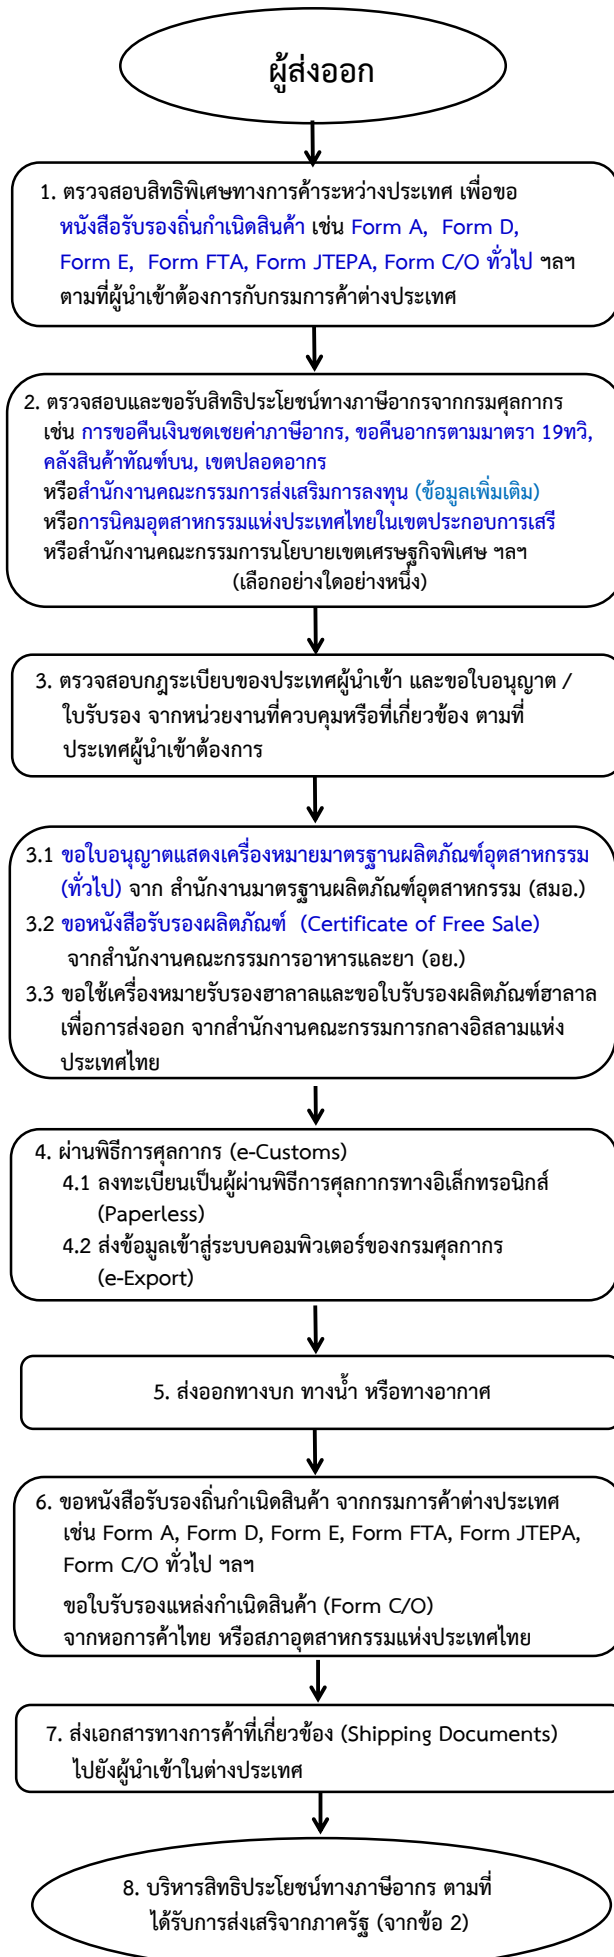 ผู้ส่งออก
1. ตรวจสอบสิทธิพิเศษทางการค้าระหว่างประเทศ เพื่อขอ
หนังสือรับรองถิ่นกำเนิดสินค้า เช่น Form A, Form D,
Form E, Form FTA, Form JTEPA, Form C/O ทั่วไป ฯลฯ
ตามที่ผู้นำเข้าต้องการกับกรมการค้าต่างประเทศ
2. ตรวจสอบและขอรับสิทธิประโยชน์ทางภาษีอากรจากกรมศุลกากร
เช่น การขอคืนเงินชดเชยค่าภาษีอากร, ขอคืนอากรตามมาตรา 19ทวิ,
คลังสินค้าทัณฑ์บน, เขตปลอดอากร
หรือสำนักงานคณะกรรมการส่งเสริมการลงทุน (ข้อมูลเพิ่มเติม)
หรือการนิคมอุตสาหกรรมแห่งประเทศไทยในเขตประกอบการเสรี
หรือสำนักงานคณะกรรมการนโยบายเขตเศรษฐกิจพิเศษ ฯลฯ
(เลือกอย่างใดอย่างหนึ่ง)
3. ตรวจสอบกฎระเบียบของประเทศผู้นำเข้า และขอใบอนุญาต /
ใบรับรอง จากหน่วยงานที่ควบคุมหรือที่เกี่ยวข้อง ตามที่
ประเทศผู้นำเข้าต้องการ
3.1 ขอใบอนุญาตแสดงเครื่องหมายมาตรฐานผลิตภัณฑ์อุตสาหกรรม
(ทั่วไป) จาก สำนักงานมาตรฐานผลิตภัณฑ์อุตสาหกรรม (สมอ.)
3.2 ขอหนังสือรับรองผลิตภัณฑ์ (Certificate of Free Sale)
จากสำนักงานคณะกรรมการอาหารและยา (อย.)
3.3 ขอใช้เครื่องหมายรับรองฮาลาลและขอใบรับรองผลิตภัณฑ์ฮาลาล
เพื่อการส่งออก จากสำนักงานคณะกรรมการกลางอิสลามแห่ง
ประเทศไทย
4. ผ่านพิธีการศุลกากร (e-Customs)
4.1 ลงทะเบียนเป็นผู้ผ่านพิธีการศุลกากรทางอิเล็กทรอนิกส์
(Paperless)
4.2 ส่งข้อมูลเข้าสู่ระบบคอมพิวเตอร์ของกรมศุลกากร
(e-Export)
5. ส่งออกทางบก ทางน้ำ หรือทางอากาศ
6. ขอหนังสือรับรองถิ่นกำเนิดสินค้า จากกรมการค้าต่างประเทศ
เช่น Form A, Form D, Form E, Form FTA, Form JTEPA,
Form C/O ทั่วไป ฯลฯ
ขอใบรับรองแหล่งกำเนิดสินค้า (Form C/O)
จากหอการค้าไทย หรือสภาอุตสาหกรรมแห่งประเทศไทย
7. ส่งเอกสารทางการค้าที่เกี่ยวข้อง (Shipping Documents)
ไปยังผู้นำเข้าในต่างประเทศ
8. บริหารสิทธิประโยชน์ทางภาษีอากร ตามที่
ได้รับการส่งเสริจากภาครัฐ (จากข้อ 2)